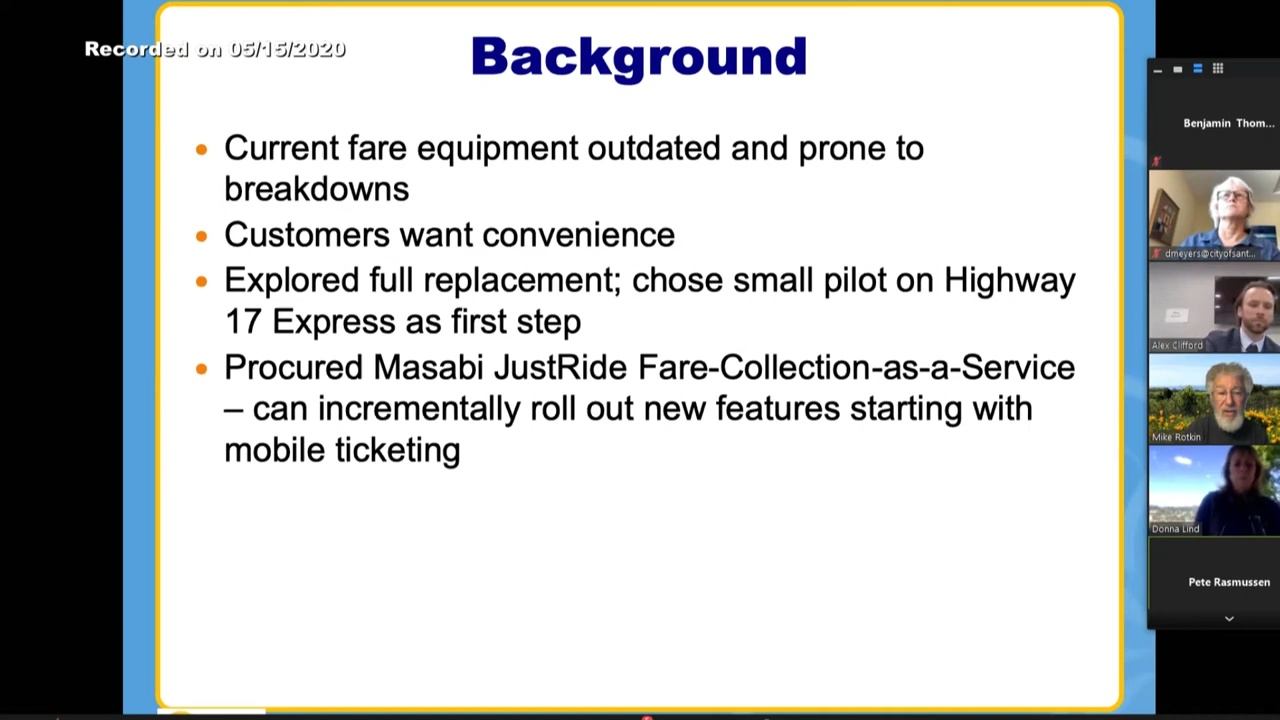 Recorded on 05/15/2020
Background
• Current fare equipment outdated and prone to
breakdowns
• Customers want convenience
• Explored full replacement; chose small pilot on Highway
17 Express as first step
• Procured Masabi JustRide Fare-Collection-as-a-Service
– can incrementally roll out new features starting with
mobile ticketing
Benjamin Thom...
dmeyers@cityofsant...
Alex Clifford
Mike Rotkin
Donna Lind
Pete Rasmussen